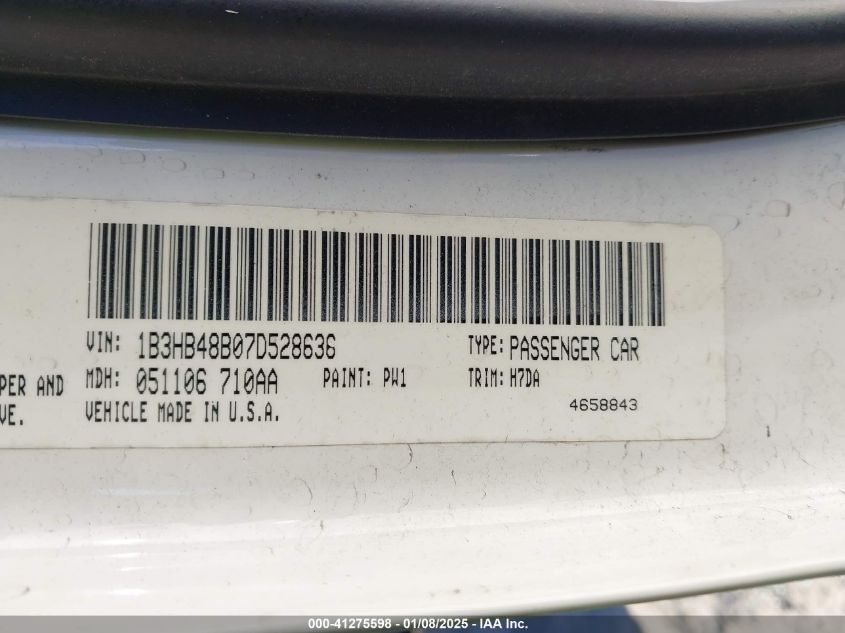 VIN: 1B3HB48B07D528636 TYPE: PASSENGER CAR
PER AND MDH: 051106 710AA PAINT: PW1 TRIM: H7DA
VE. VEHICLE MADE IN U.S.A. 4658843
000-41275598 - 01/08/2025 - IAA Inc.